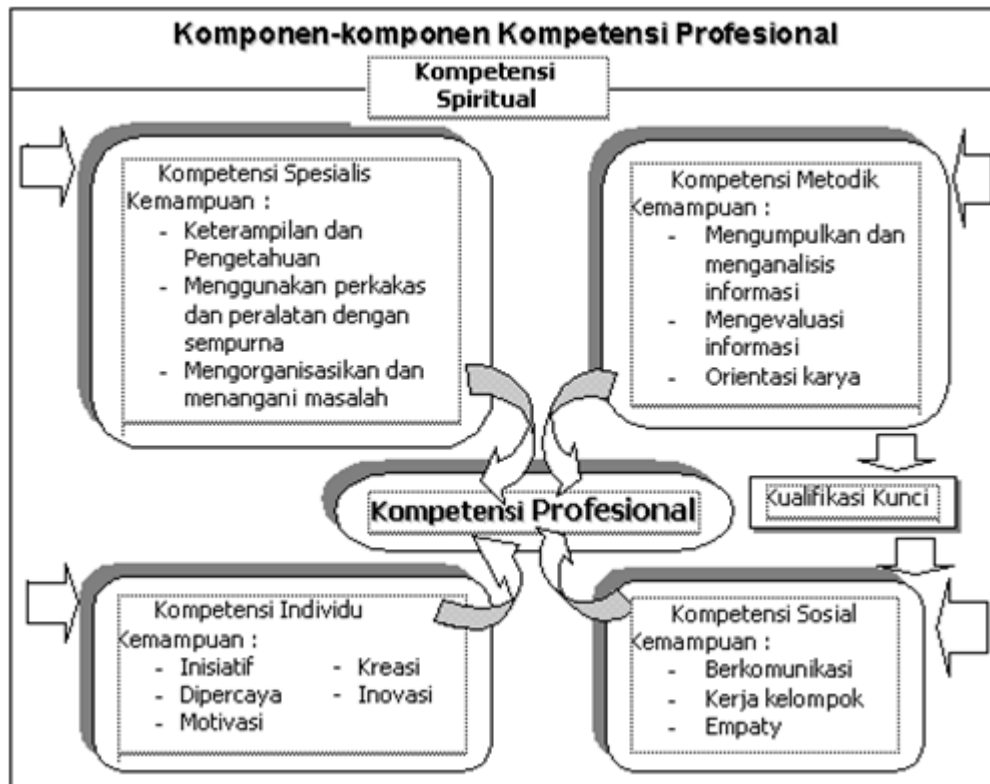 Komponen-komponen Kompetensi Profesional
Kompetensi
Spiritual
Kompetensi Spesialis
Kemampuan :
- Keterampilan dan
Pengetahuan
- Menggunakan perkakas
dan peralatan dengan
sempurna
- Mengorganisasikan dan
menangani masalah
Kompetensi Metodik
Kemampuan :
- Mengumpulkan dan
menganalisis
informasi
- Mengevaluasi
informasi
- Orientasi karya
Kompetensi Profesional
Kualifikasi Kunci
Kompetensi Individu
Kemampuan :
- Inisiatif - Kreasi
- Dipercaya - Inovasi
- Motivasi
Kompetensi Sosial
Kemampuan :
- Berkomunikasi
- Kerja kelompok
- Empaty